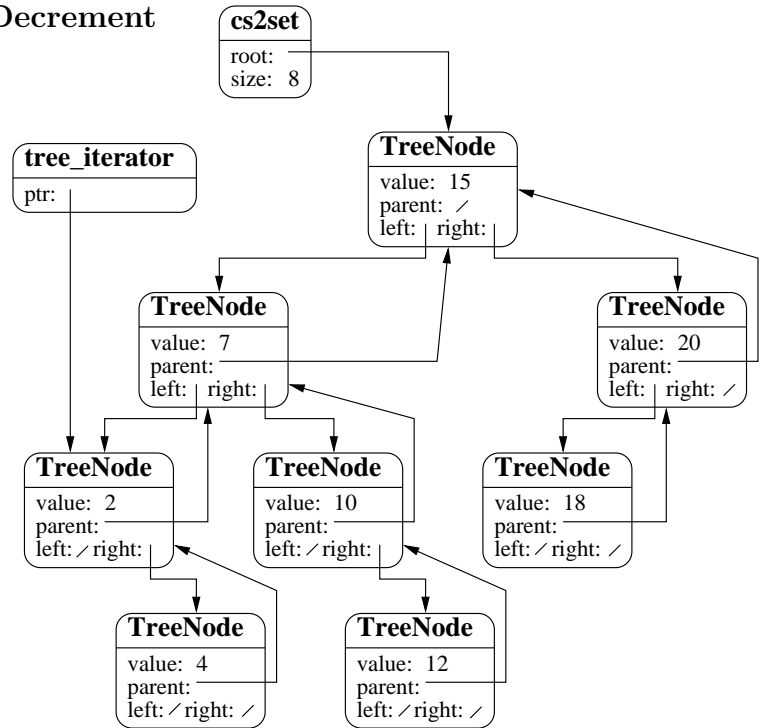 Decrement
cs2set
root:
size: 8
TreeNode
value: 15
parent:
left: right:
tree_iterator
ptr:
TreeNode
value: 7
parent:
left: right:
TreeNode
value: 20
parent:
left: right:
TreeNode
value: 2
parent:
left: right:
TreeNode
value: 10
parent:
left: right:
TreeNode
value: 18
parent:
left: right:
TreeNode
value: 4
parent:
left: right:
TreeNode
value: 12
parent:
left: right: